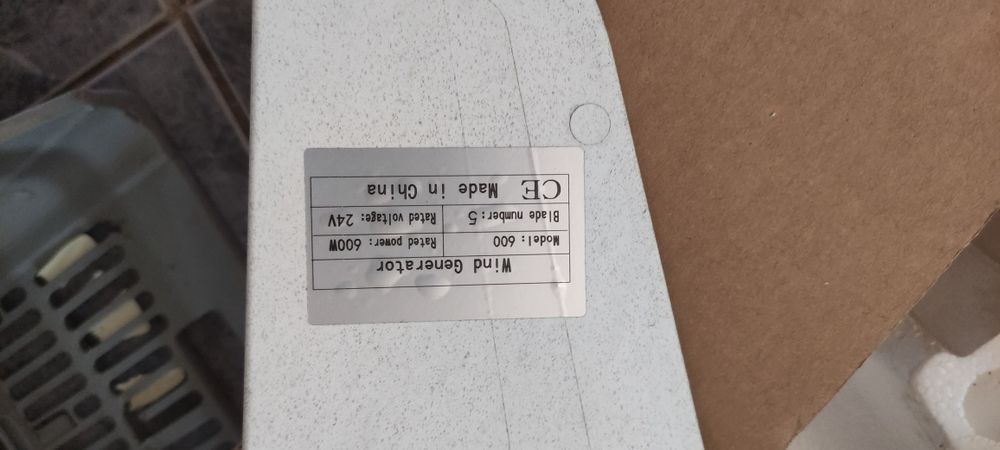 Wind Generator
Model: 600 Rated power: 600W
Blade number: 5 Rated voltage: 24V
CE Made in China